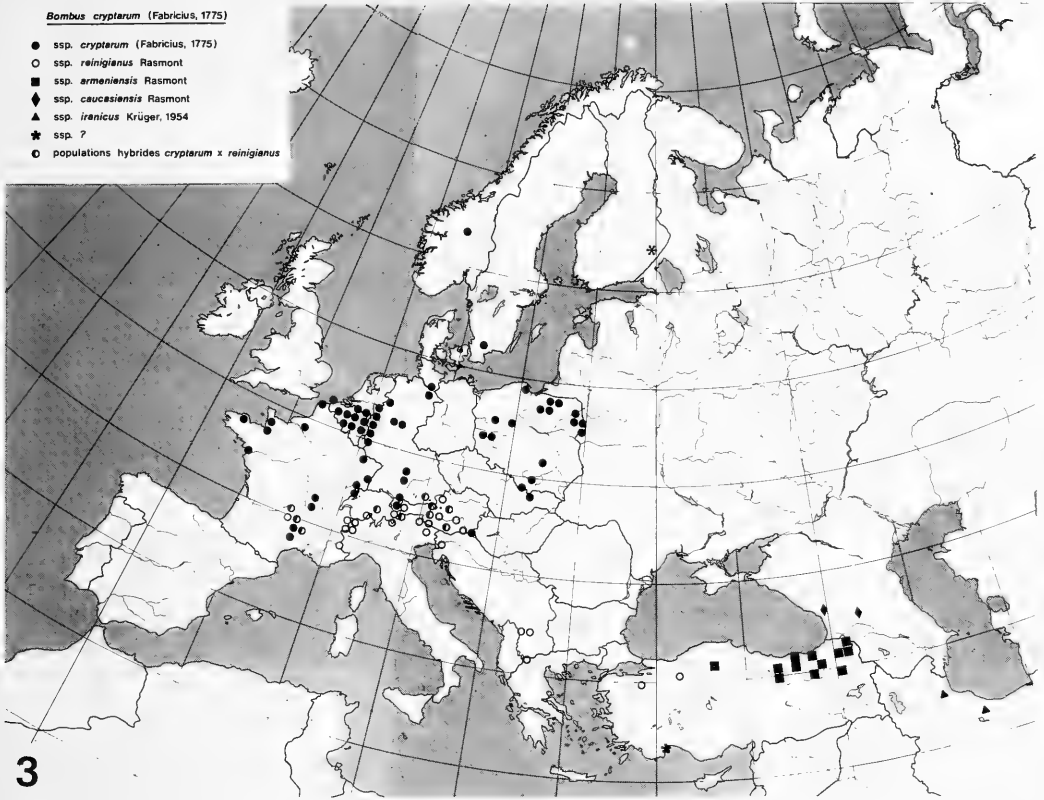 Bombus cryptarum (Fabricius, 1775)
ssp. cryptarum (Fabricius, 1775)
ssp. reinigianus Rasmont
ssp. armeniensis Rasmont
ssp. caucasiensis Rasmont
ssp. iranicus Krüger, 1954
ssp. ?
populations hybrides cryptarum x reinigianus
3